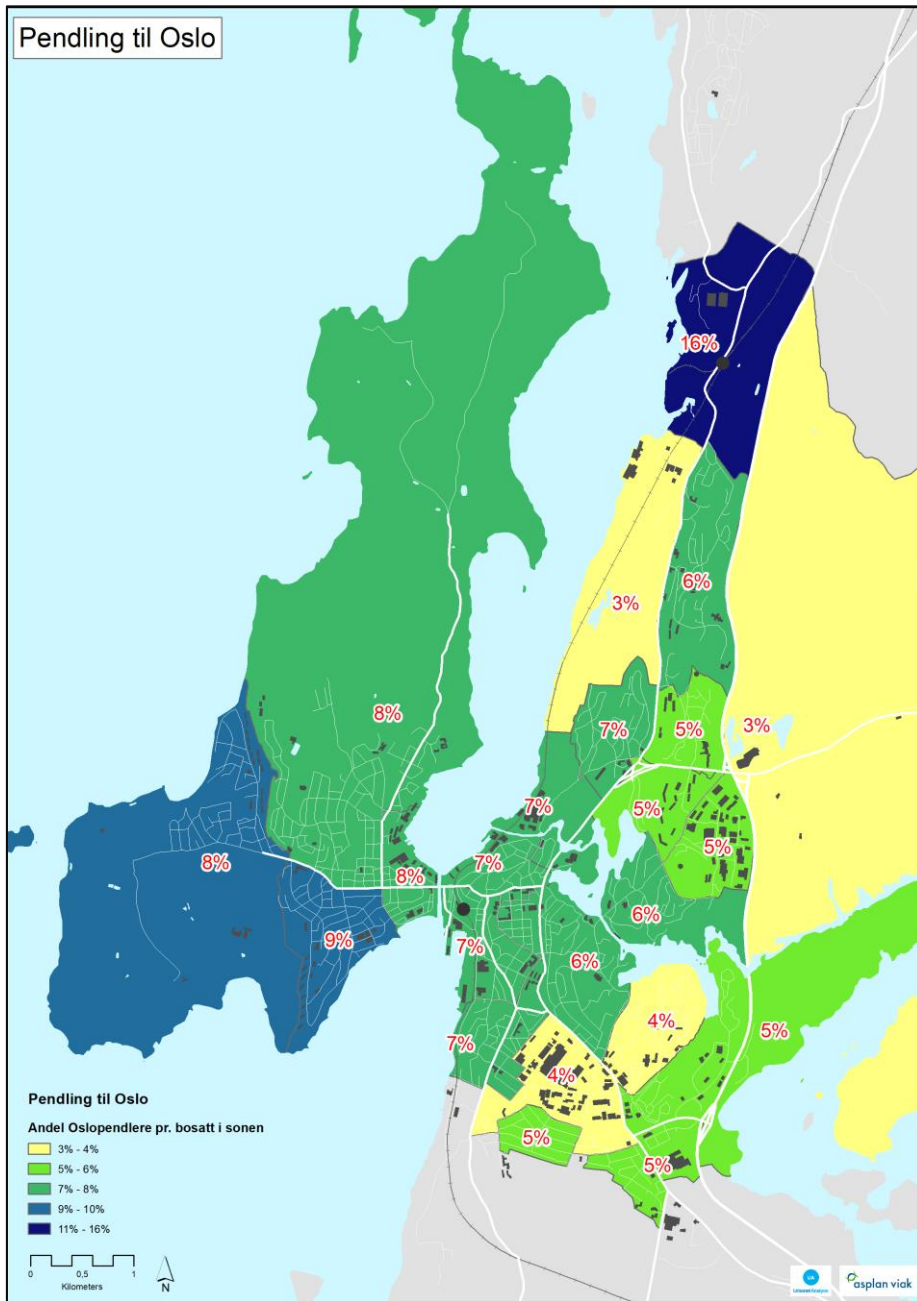 Pendling til Oslo
16%
3%
6%
8%
7%
5%
3%
7%
5%
5%
7%
8%
8%
6%
9%
7%
6%
4%
5%
7%
4%
5%
5%
Pendling til Oslo
Andel Oslopendlere pr. bosatt i sonen
3% - 4%
5% - 6%
7% - 8%
9% - 10%
11% - 16%
0 0,5 1
Kilometers
N
UA
asplan viak